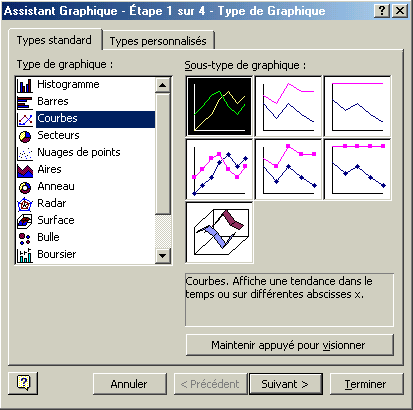 Assistant Graphique - Étape 1 sur 4 - Type de Graphique
Types standard
Types personnalisés
Type de graphique :
Histogramme
Barres
Courbes
Secteurs
Nuages de points
Aires
Anneau
Radar
Surface
Bulle
Boursier
Sous-type de graphique :
Courbes. Affiche une tendance dans le
temps ou sur différentes abscisses x.
Maintenir appuyé pour visionner
Annuler
< Précédent
Suivant >
Terminer